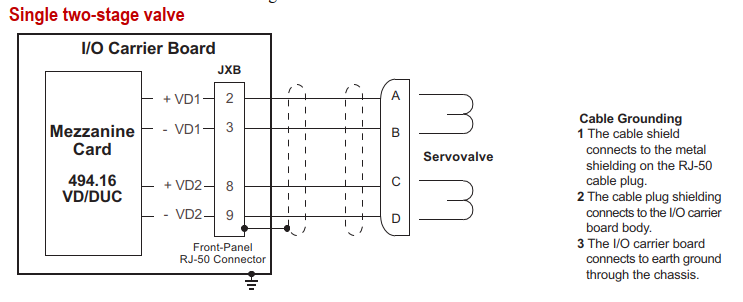 Single two-stage valve
I/O Carrier Board
JXB
Mezzanine
Card
494.16
VD/DUC
+ VD1 2
- VD1 3
+ VD2 8
- VD2 9
Front-Panel
RJ-50 Connector
A
B
C
D
Servovalve
Cable Grounding
1 The cable shield
connects to the metal
shielding on the RJ-50
cable plug.
2 The cable plug shielding
connects to the I/O carrier
board body.
3 The I/O carrier board
connects to earth ground
through the chassis.